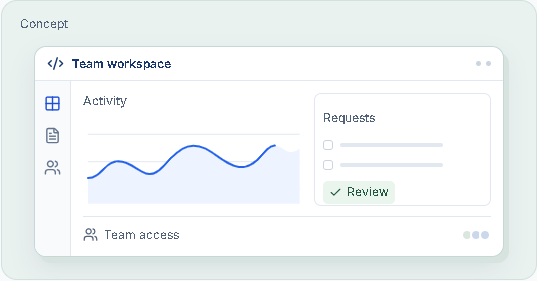 Concept
Team workspace
Activity
Requests
Review
Team access